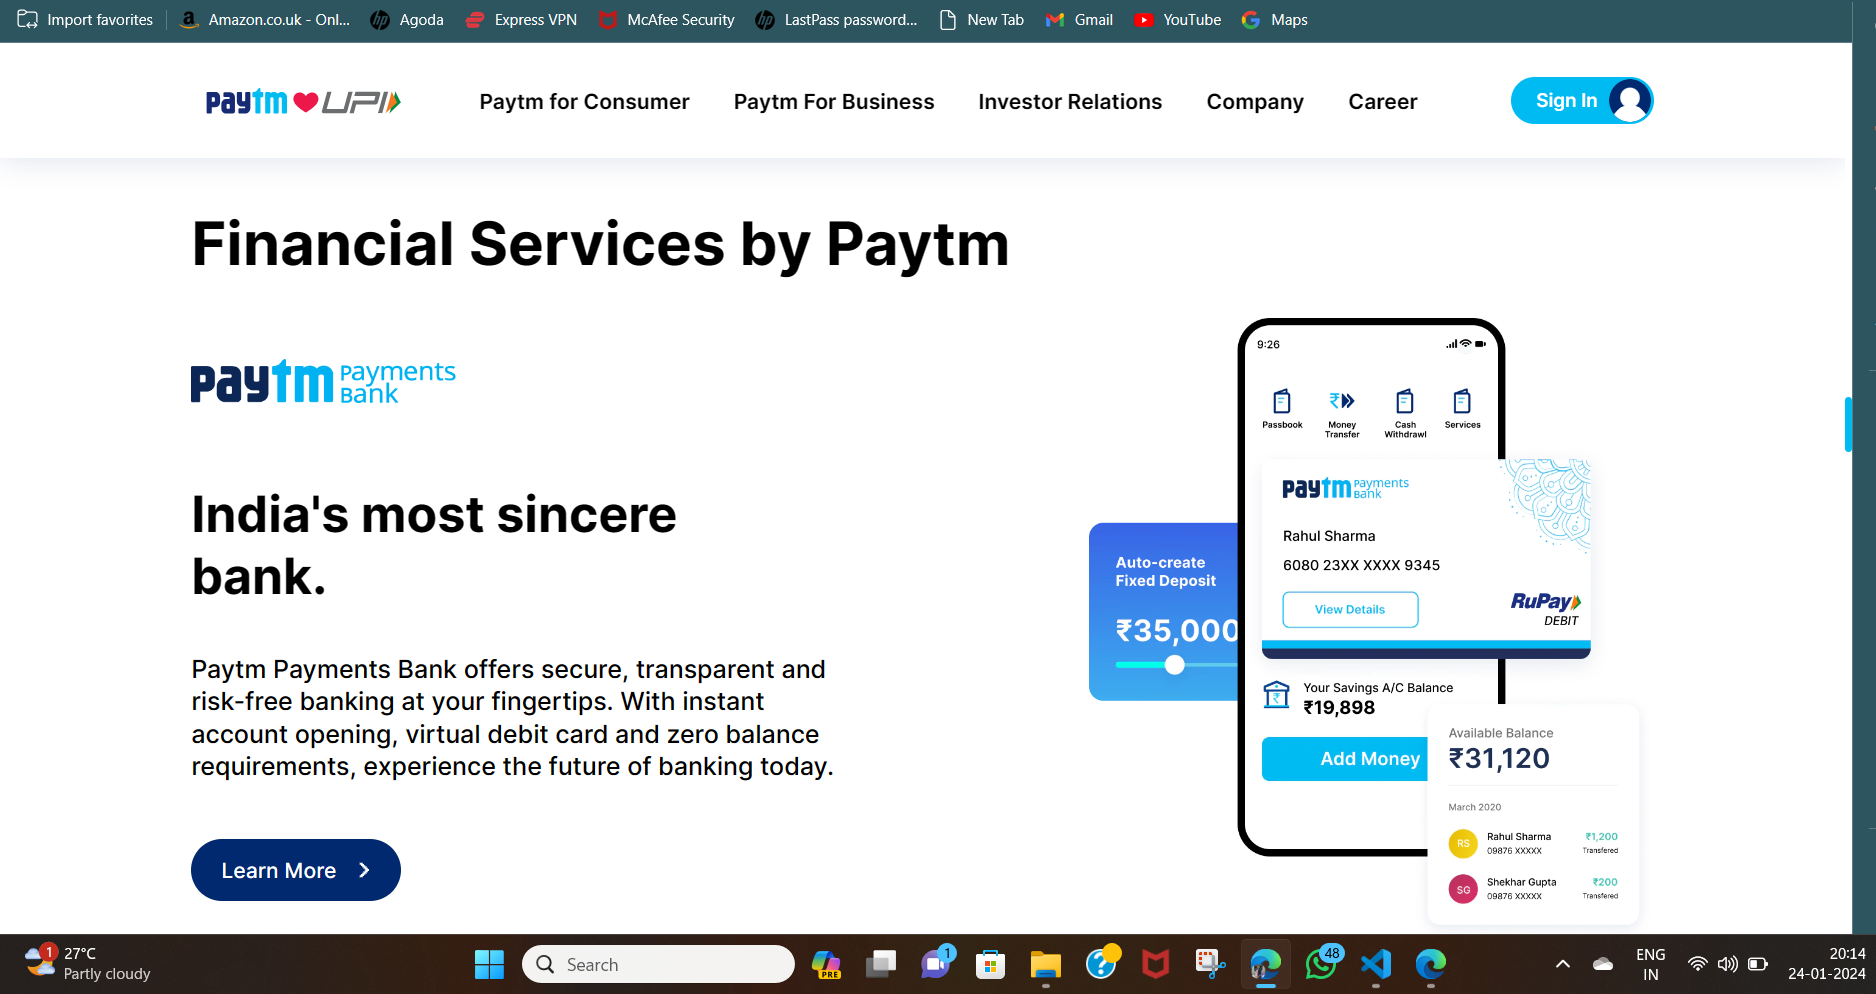 Import favorites
Amazon.co.uk - Onl...
Agoda
Express VPN
McAfee Security
LastPass password...
New Tab
Gmail
YouTube
Maps
paytm UPI
Paytm for Consumer
Paytm For Business
Investor Relations
Company
Career
Sign In
Financial Services by Paytm
paytm Payments
Bank
India's most sincere
bank.
Paytm Payments Bank offers secure, transparent and
risk-free banking at your fingertips. With instant
account opening, virtual debit card and zero balance
requirements, experience the future of banking today.
Learn More
9:26
Passbook
Money
Transfer
Cash
Withdrawl
Services
paytm Payments
Bank
Rahul Sharma
6080 23XX XXXX 9345
View Details
RuPay
DEBIT
Auto-create
Fixed Deposit
₹35,000
Your Savings A/C Balance
₹19,898
Add Money
Available Balance
₹31,120
March 2020
RS
Rahul Sharma
₹1,200
09876 XXXXX
Transfered
SG
Shekhar Gupta
₹200
09876 XXXXX
Transfered
1
27°C
Partly cloudy
Search
PRE
1
48
ENG
IN
20:14
24-01-2024